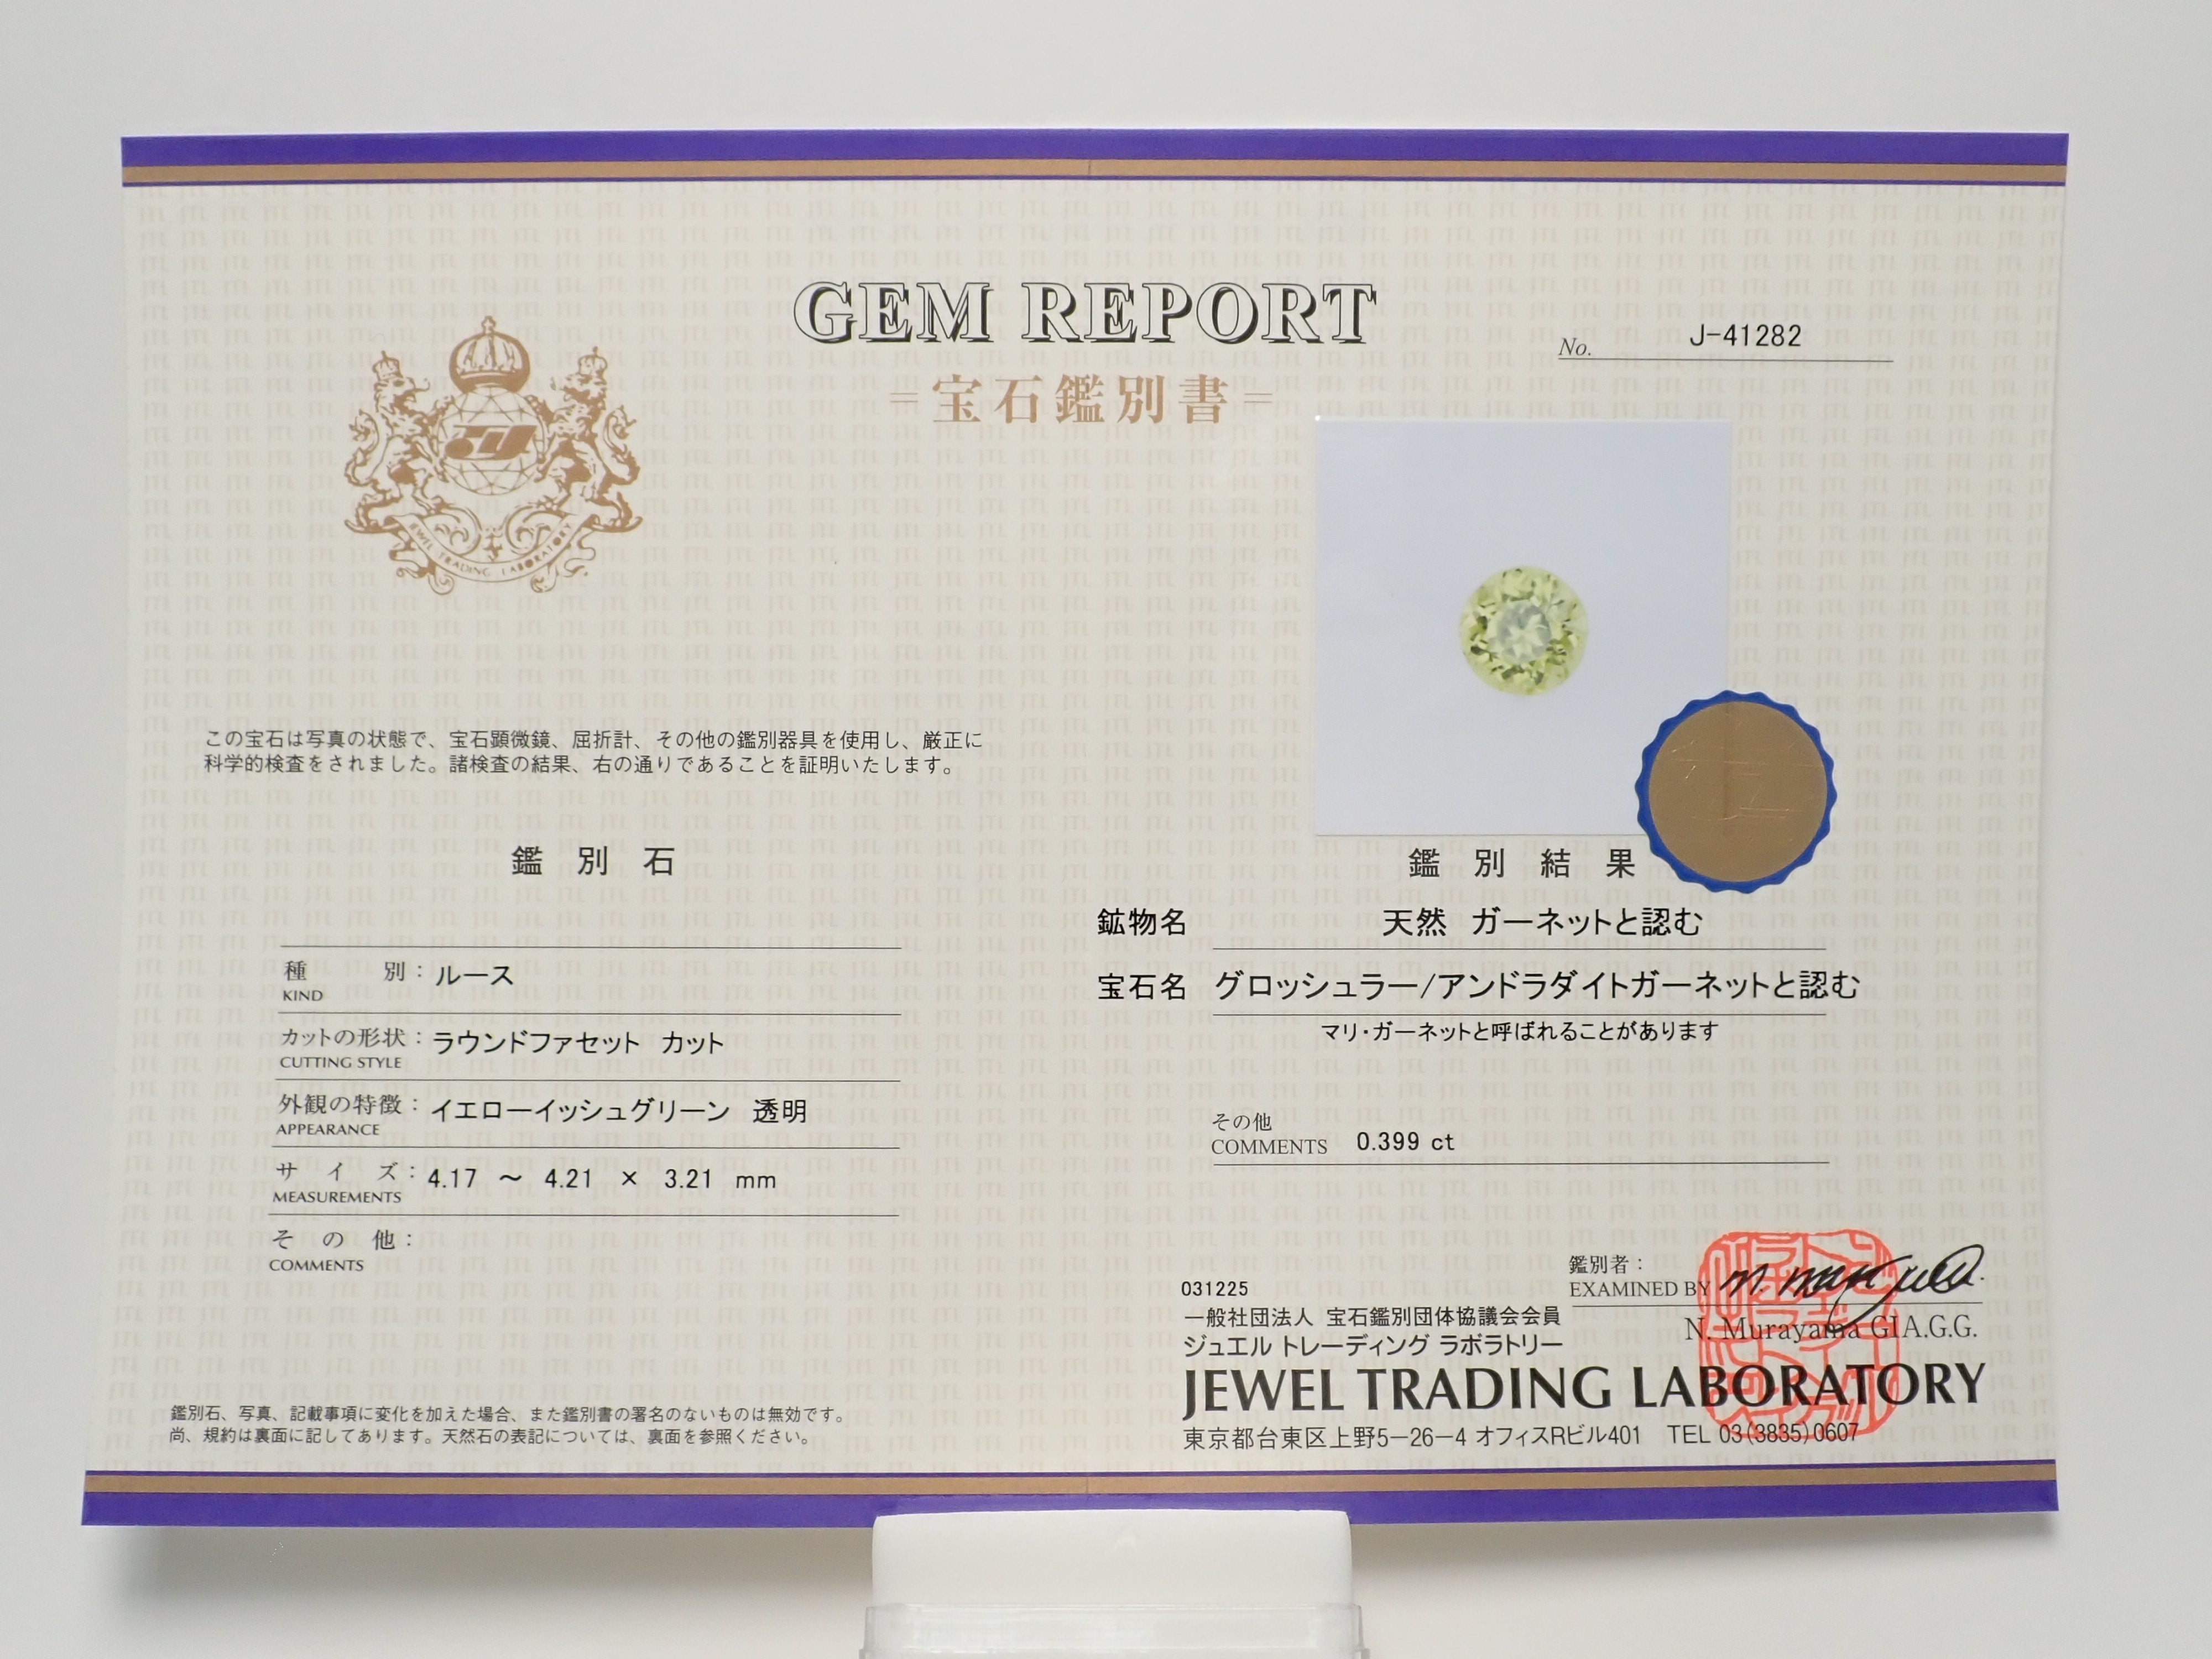 GEM REPORT
No. J-41282
=宝石鑑別書=
JEWEL TRADING LABORATORY
この宝石は写真の状態で、宝石顕微鏡、屈折計、その他の鑑別器具を使用し、厳正に
科学的検査をされました。諸検査の結果、右の通りであることを証明いたします。
鑑別石
種別: ルース
KIND
カットの形状: ラウンドファセット カット
CUTTING STYLE
外観の特徴: イエローイッシュグリーン 透明
APPEARANCE
サイズ: 4.17 ～ 4.21 × 3.21 mm
MEASUREMENTS
その他:
COMMENTS
鑑別石、写真、記載事項に変化を加えた場合、また鑑別書の署名のないものは無効です。
尚、規約は裏面に記してあります。天然石の表記については、裏面を参照ください。
鑑別結果
鉱物名 天然 ガーネットと認む
宝石名 グロッシュラー/アンドラダイトガーネットと認む
マリ・ガーネットと呼ばれることがあります
その他
COMMENTS 0.399 ct
鑑別者:
EXAMINED BY
N. Murayama G.I.A.G.G.
031225
一般社団法人 宝石鑑別団体協議会会員
ジュエル トレーディング ラボラトリー
JEWEL TRADING LABORATORY
東京都台東区上野5-26-4 オフィスRビル401 TEL 03(3835)0607